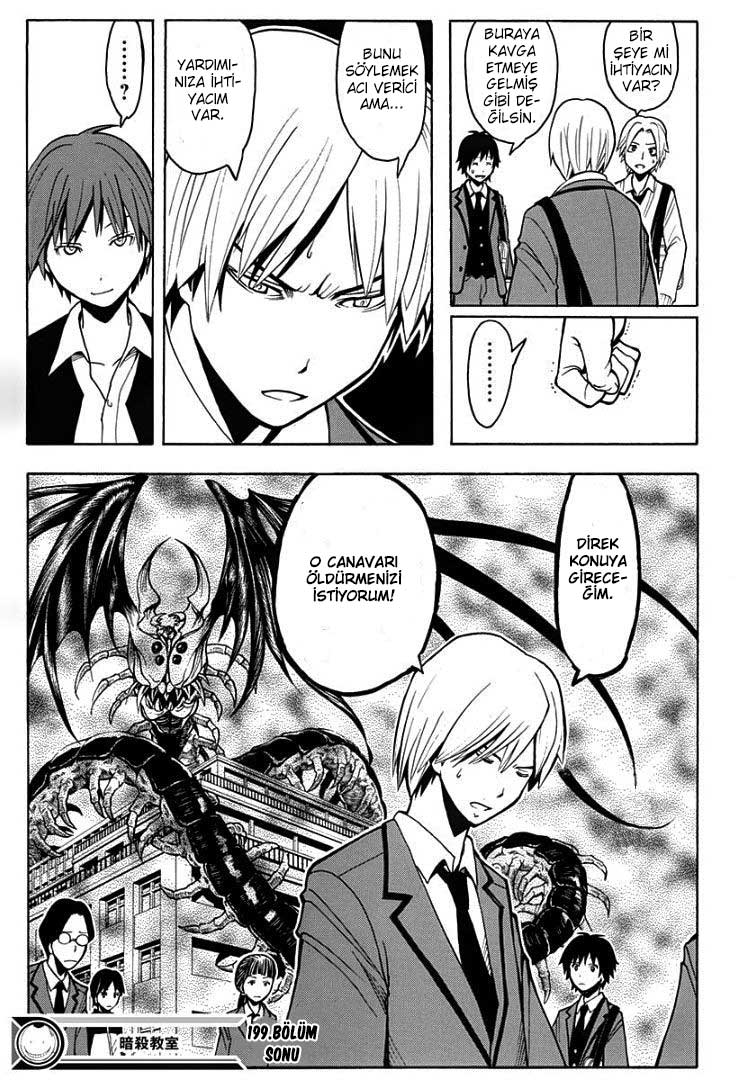 BİR
ŞEYE Mİ
İHTİYACIN
VAR?
BURAYA
KAVGA
ETMEYE
GELMİŞ
GİBİ DE-
ĞİLSİN.
........
BUNU
SÖYLEMEK
ACI VERİCİ
AMA...
YARDIMI-
NIZA İHTİ-
YACIM
VAR.
......?
DİREK
KONUYA
GİRECE-
ĞİM.
O CANAVARI
ÖLDÜRMENİZİ
İSTİYORUM!
暗殺教室
199.BÖLÜM
SONU